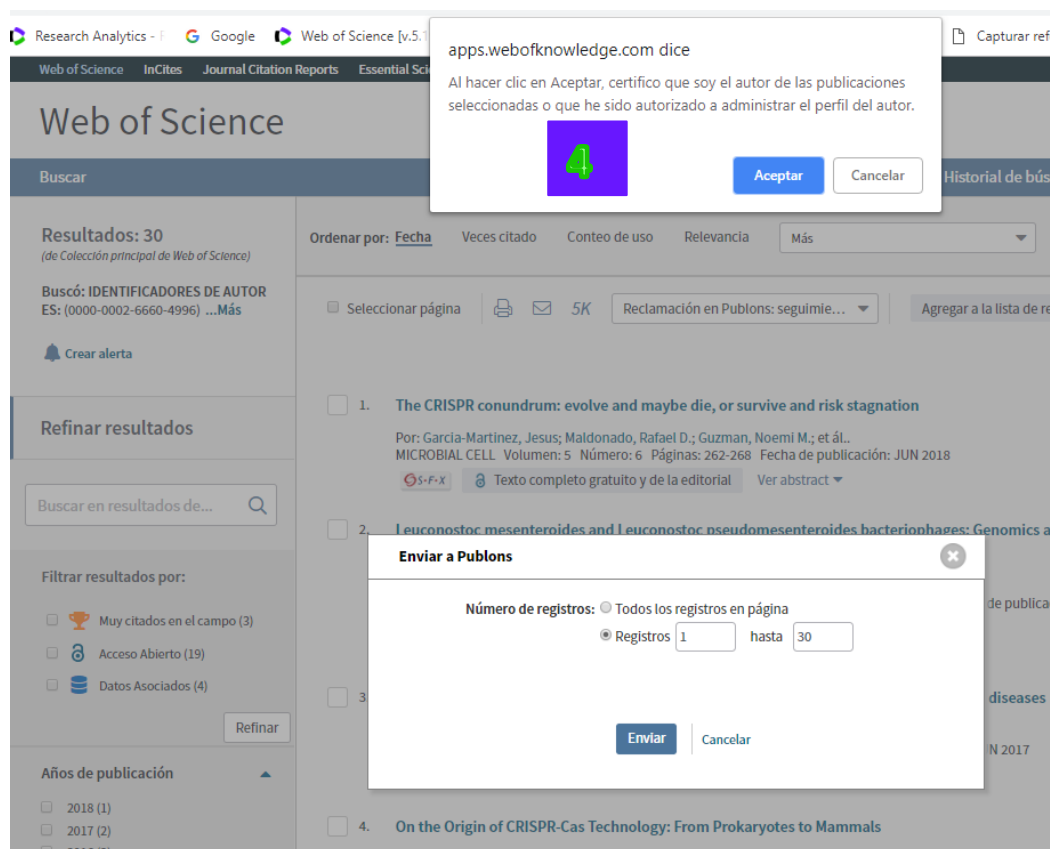 Research Analytics -
Google
Web of Science [v.5.1
Capturar ref
Web of Science InCites Journal Citation Reports Essential Scie
apps.webofknowledge.com dice
Al hacer clic en Aceptar, certifico que soy el autor de las publicaciones
seleccionadas o que he sido autorizado a administrar el perfil del autor.
4
Aceptar Cancelar
Web of Science
Buscar
Historial de bús
Resultados: 30
(de Colección principal de Web of Science)
Buscó: IDENTIFICADORES DE AUTOR
ES: (0000-0002-6660-4996) ...Más
Crear alerta
Ordenar por: Fecha Veces citado Conteo de uso Relevancia Más
Seleccionar página 5K Reclamación en Publons: seguimie... Agregar a la lista de re
Refinar resultados
Buscar en resultados de...
Filtrar resultados por:
Muy citados en el campo (3)
Acceso Abierto (19)
Datos Asociados (4)
Refinar
Años de publicación
2018 (1)
2017 (2)
1. The CRISPR conundrum: evolve and maybe die, or survive and risk stagnation
Por: Garcia-Martinez, Jesus; Maldonado, Rafael D.; Guzman, Noemi M.; et ál..
MICROBIAL CELL Volumen: 5 Número: 6 Páginas: 262-268 Fecha de publicación: JUN 2018
S·F·X Texto completo gratuito y de la editorial Ver abstract
2. Leuconostoc mesenteroides and Leuconostoc pseudomesenteroides bacteriophages: Genomics a
de publica
Enviar a Publons
Número de registros: Todos los registros en página
Registros 1 hasta 30
Enviar Cancelar
3
diseases
N 2017
4. On the Origin of CRISPR-Cas Technology: From Prokaryotes to Mammals